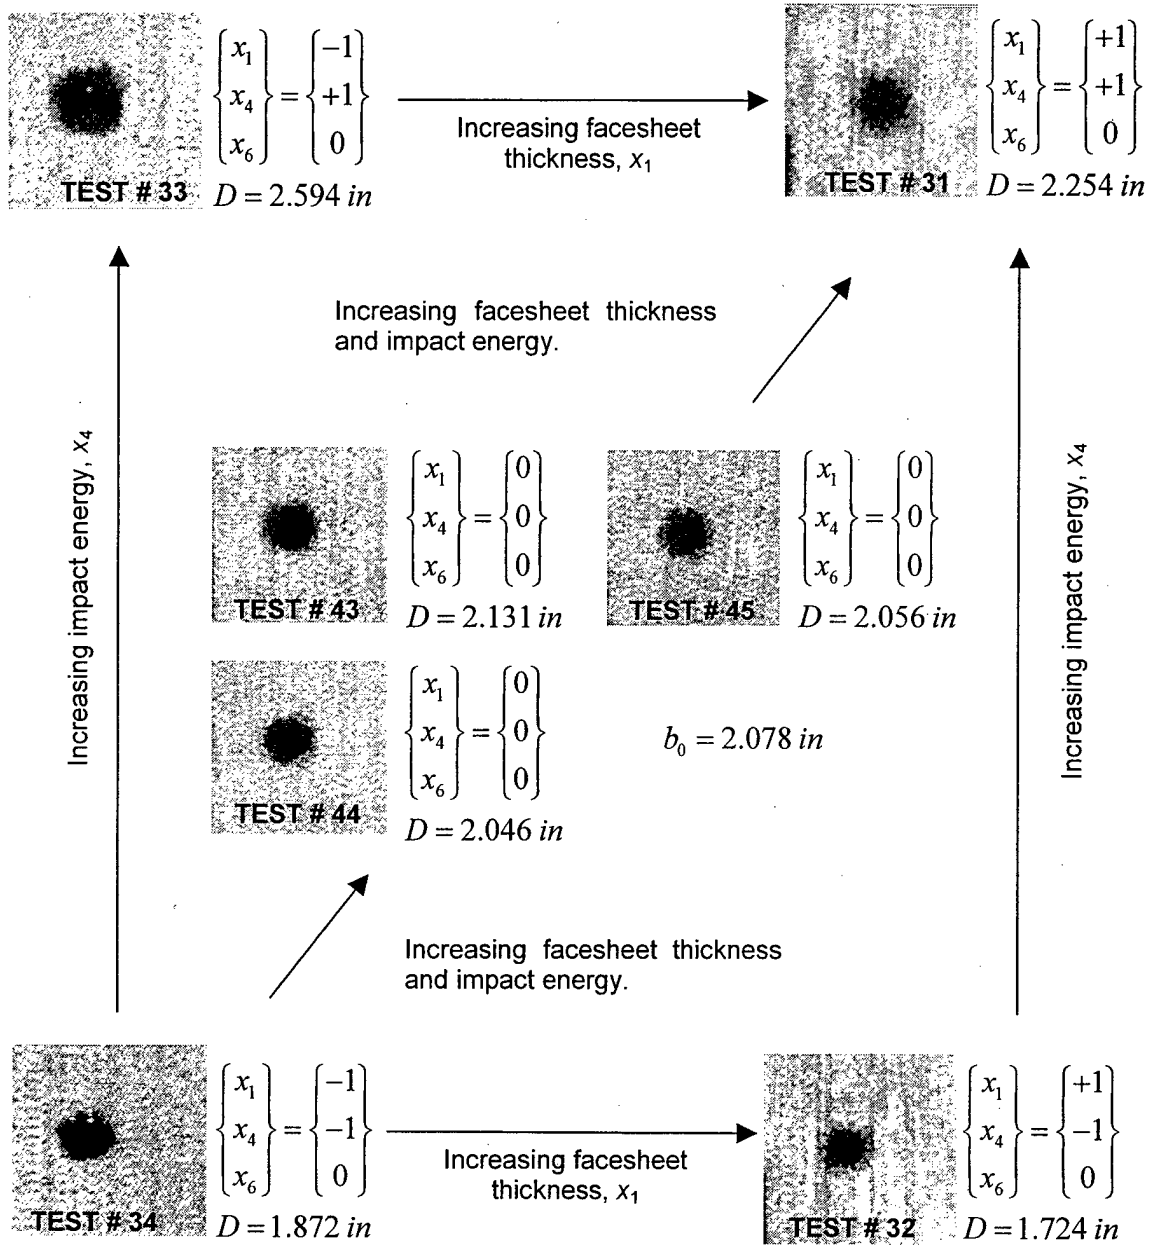 TEST # 33
{x₁ x₄ x₆} = {−1 +1 0}
D = 2.594 in
Increasing facesheet
thickness, x₁
TEST # 31
{x₁ x₄ x₆} = {+1 +1 0}
D = 2.254 in
Increasing facesheet thickness
and impact energy.
Increasing impact energy, x₄
TEST # 43
{x₁ x₄ x₆} = {0 0 0}
D = 2.131 in
TEST # 45
{x₁ x₄ x₆} = {0 0 0}
D = 2.056 in
Increasing impact energy, x₄
TEST # 44
{x₁ x₄ x₆} = {0 0 0}
D = 2.046 in
b₀ = 2.078 in
Increasing facesheet thickness
and impact energy.
TEST # 34
{x₁ x₄ x₆} = {−1 −1 0}
D = 1.872 in
Increasing facesheet
thickness, x₁
TEST # 32
{x₁ x₄ x₆} = {+1 −1 0}
D = 1.724 in